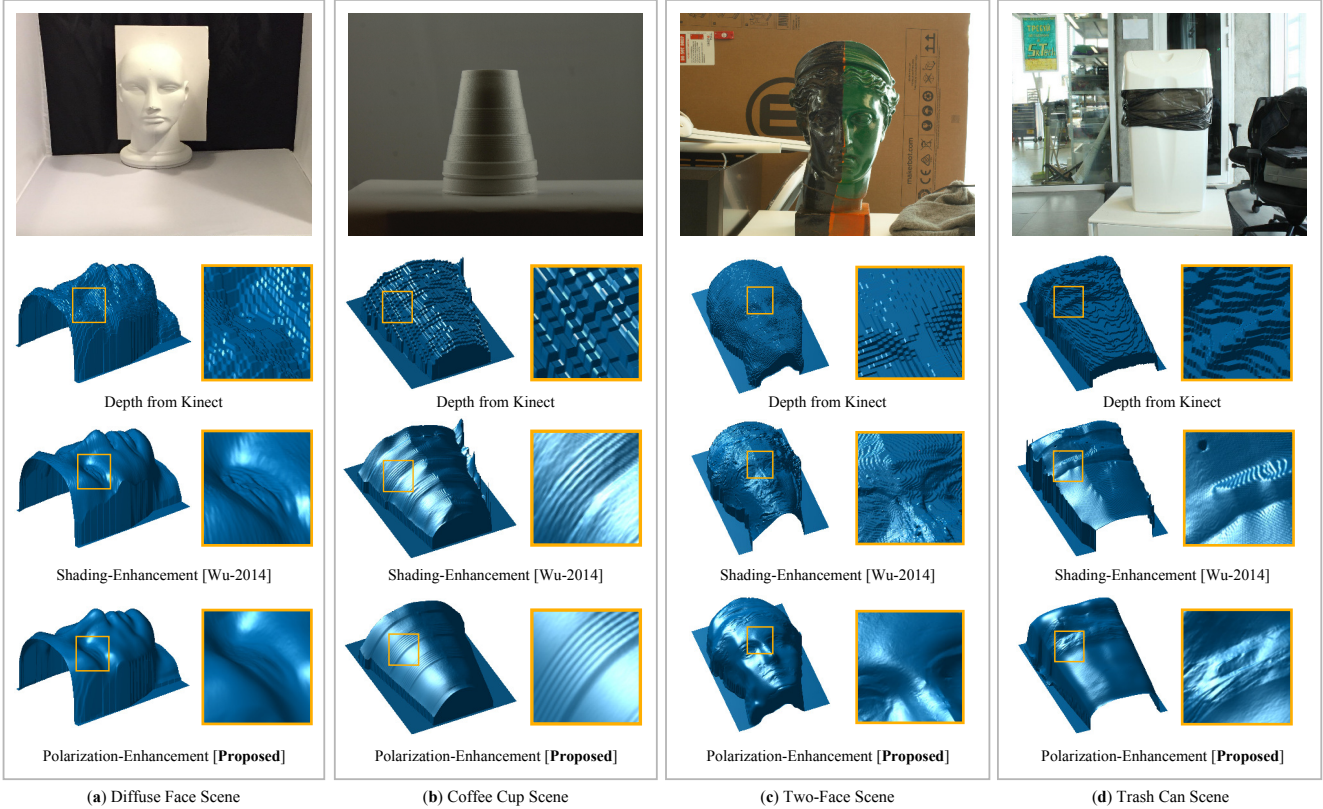 makerbot.com
Depth from Kinect
Depth from Kinect
Depth from Kinect
Depth from Kinect
Shading-Enhancement [Wu-2014]
Shading-Enhancement [Wu-2014]
Shading-Enhancement [Wu-2014]
Shading-Enhancement [Wu-2014]
Polarization-Enhancement [Proposed]
Polarization-Enhancement [Proposed]
Polarization-Enhancement [Proposed]
Polarization-Enhancement [Proposed]
(a) Diffuse Face Scene
(b) Coffee Cup Scene
(c) Two-Face Scene
(d) Trash Can Scene